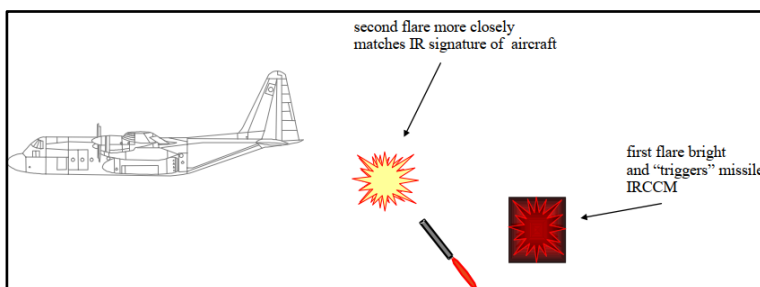 second flare more closely
matches IR signature of aircraft
first flare bright
and “triggers” missile
IRCCM